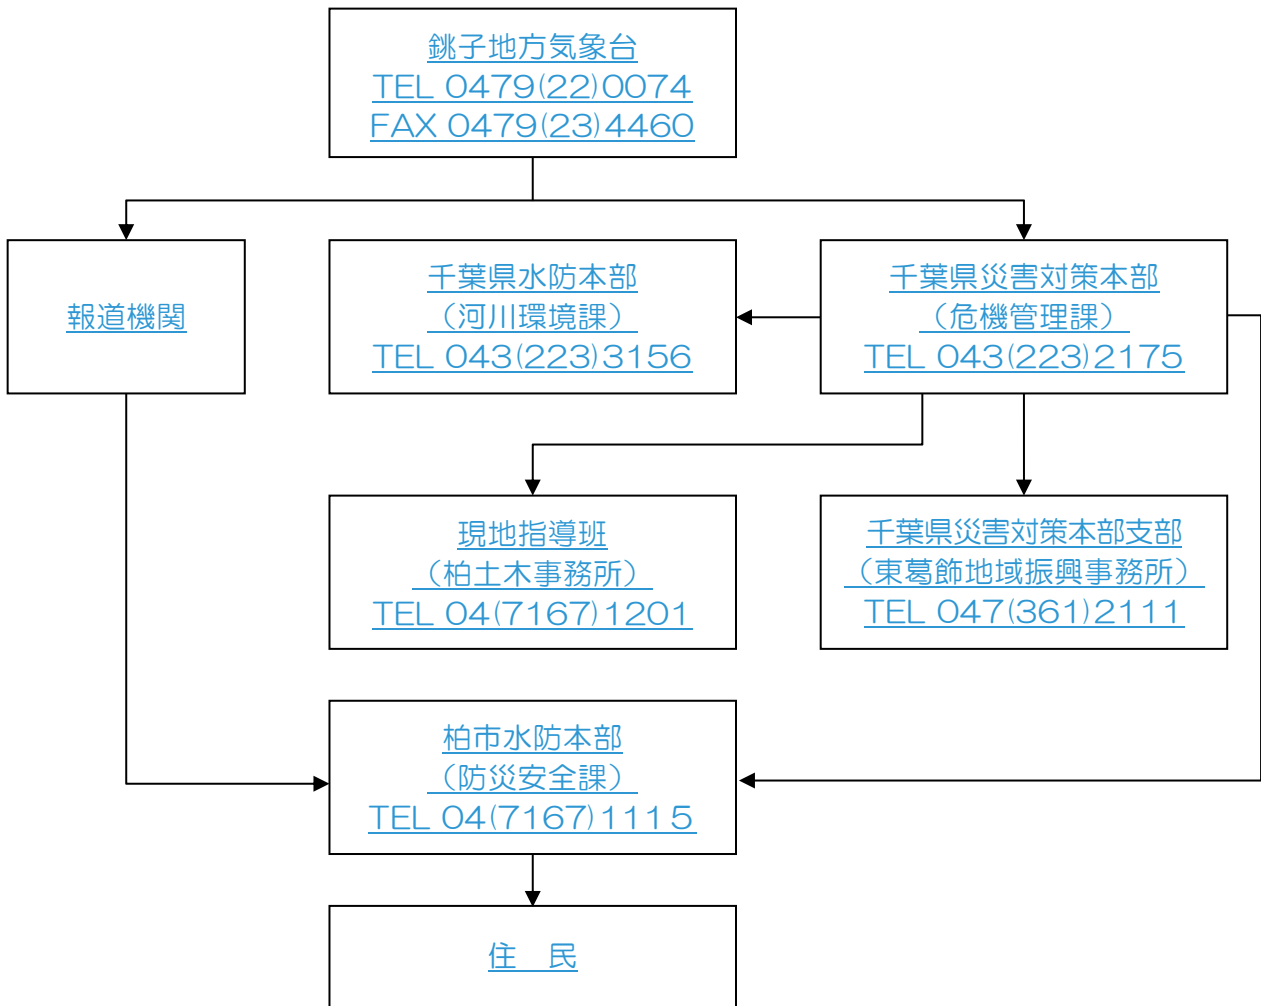 銚子地方気象台
TEL 0479(22)0074
FAX 0479(23)4460
報道機関
千葉県水防本部
（河川環境課）
TEL 043(223)3156
千葉県災害対策本部
（危機管理課）
TEL 043(223)2175
現地指導班
（柏土木事務所）
TEL 04(7167)1201
千葉県災害対策本部支部
（東葛飾地域振興事務所）
TEL 047(361)2111
柏市水防本部
（防災安全課）
TEL 04(7167)1115
住　民